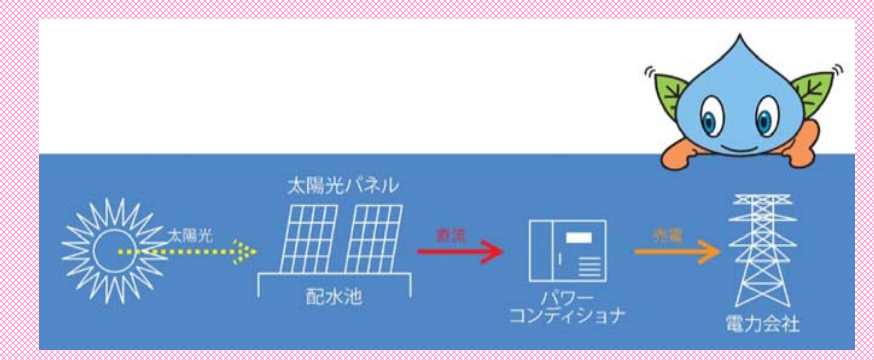 太陽光パネル
太陽光
直流
売電
配水池
パワー
コンディショナ
電力会社